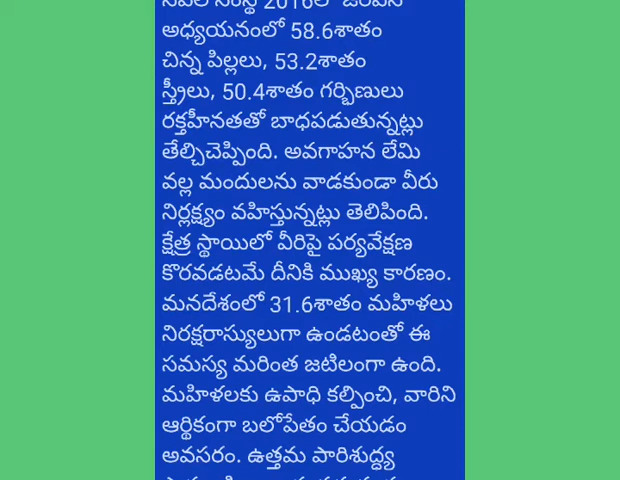 అధ్యయనంలో 58.6శాతం
చిన్న పిల్లలు, 53.2శాతం
స్త్రీలు, 50.4శాతం గర్భిణులు
రక్తహీనతతో బాధపడుతున్నట్లు
తేల్చిచెప్పింది. అవగాహన లేమి
వల్ల మందులను వాడకుండా వీరు
నిర్లక్ష్యం వహిస్తున్నట్లు తెలిపింది.
క్షేత్ర స్థాయిలో వీరిపై పర్యవేక్షణ
కొరవడటమే దీనికి ముఖ్య కారణం.
మనదేశంలో 31.6శాతం మహిళలు
నిరక్షరాస్యులుగా ఉండటంతో ఈ
సమస్య మరింత జటిలంగా ఉంది.
మహిళలకు ఉపాధి కల్పించి, వారిని
ఆర్థికంగా బలోపేతం చేయడం
అవసరం. ఉత్తమ పారిశుద్ధ్య